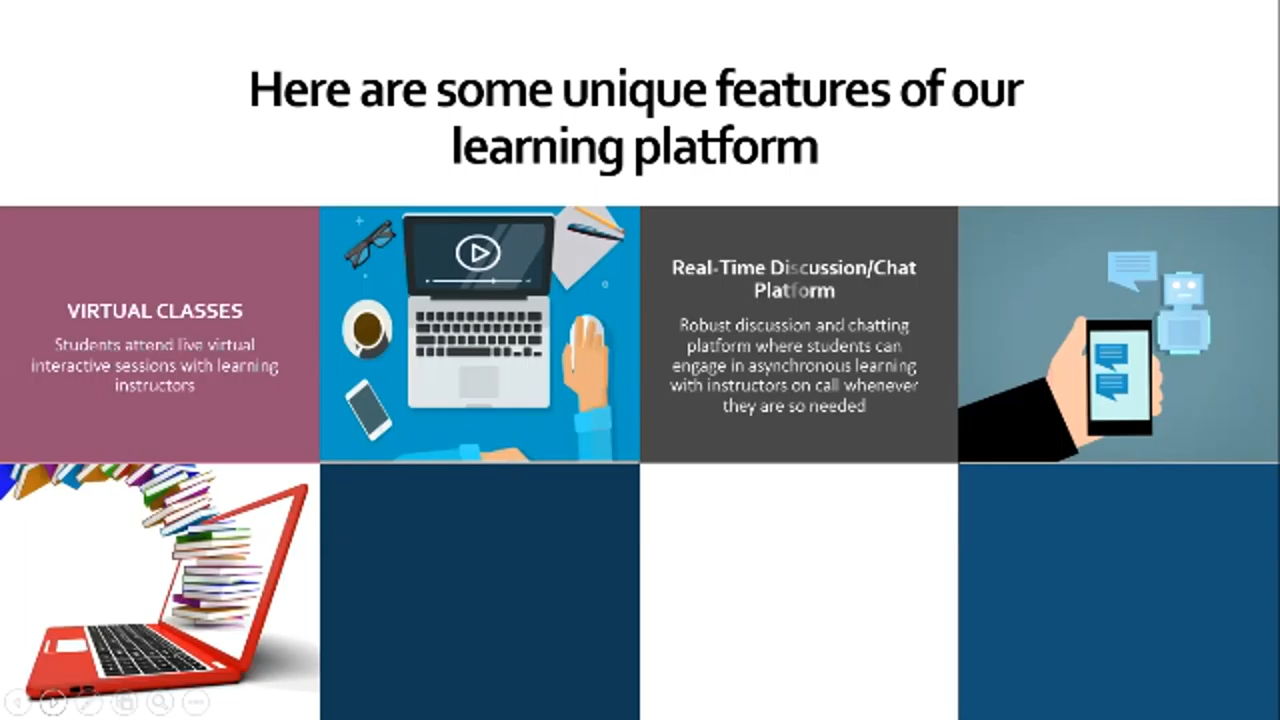 Here are some unique features of our
learning platform
VIRTUAL CLASSES
Students attend live virtual
interactive sessions with learning
instructors
Real-Time Discussion/Chat
Platform
Robust discussion and chatting
platform where students can
engage in asynchronous learning
with instructors on call whenever
they are so needed